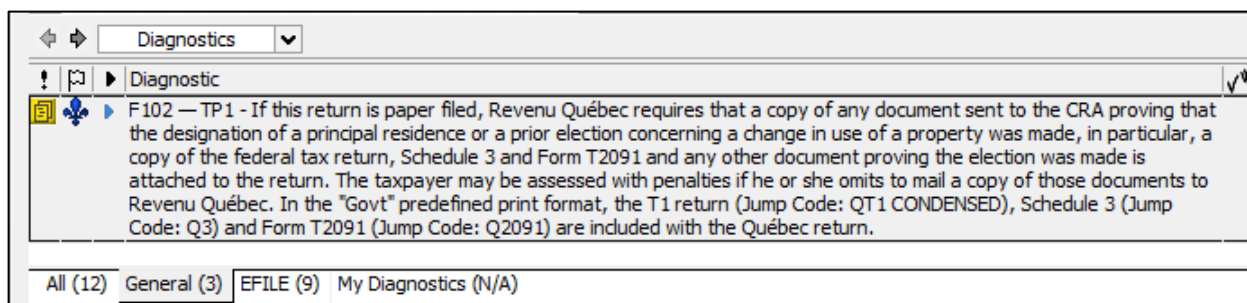 Diagnostics
! Diagnostic
F102 — TP1 - If this return is paper filed, Revenu Québec requires that a copy of any document sent to the CRA proving that
the designation of a principal residence or a prior election concerning a change in use of a property was made, in particular, a
copy of the federal tax return, Schedule 3 and Form T2091 and any other document proving the election was made is
attached to the return. The taxpayer may be assessed with penalties if he or she omits to mail a copy of those documents to
Revenu Québec. In the "Govt" predefined print format, the T1 return (Jump Code: QT1 CONDENSED), Schedule 3 (Jump
Code: Q3) and Form T2091 (Jump Code: Q2091) are included with the Québec return.
All (12) General (3) EFILE (9) My Diagnostics (N/A)